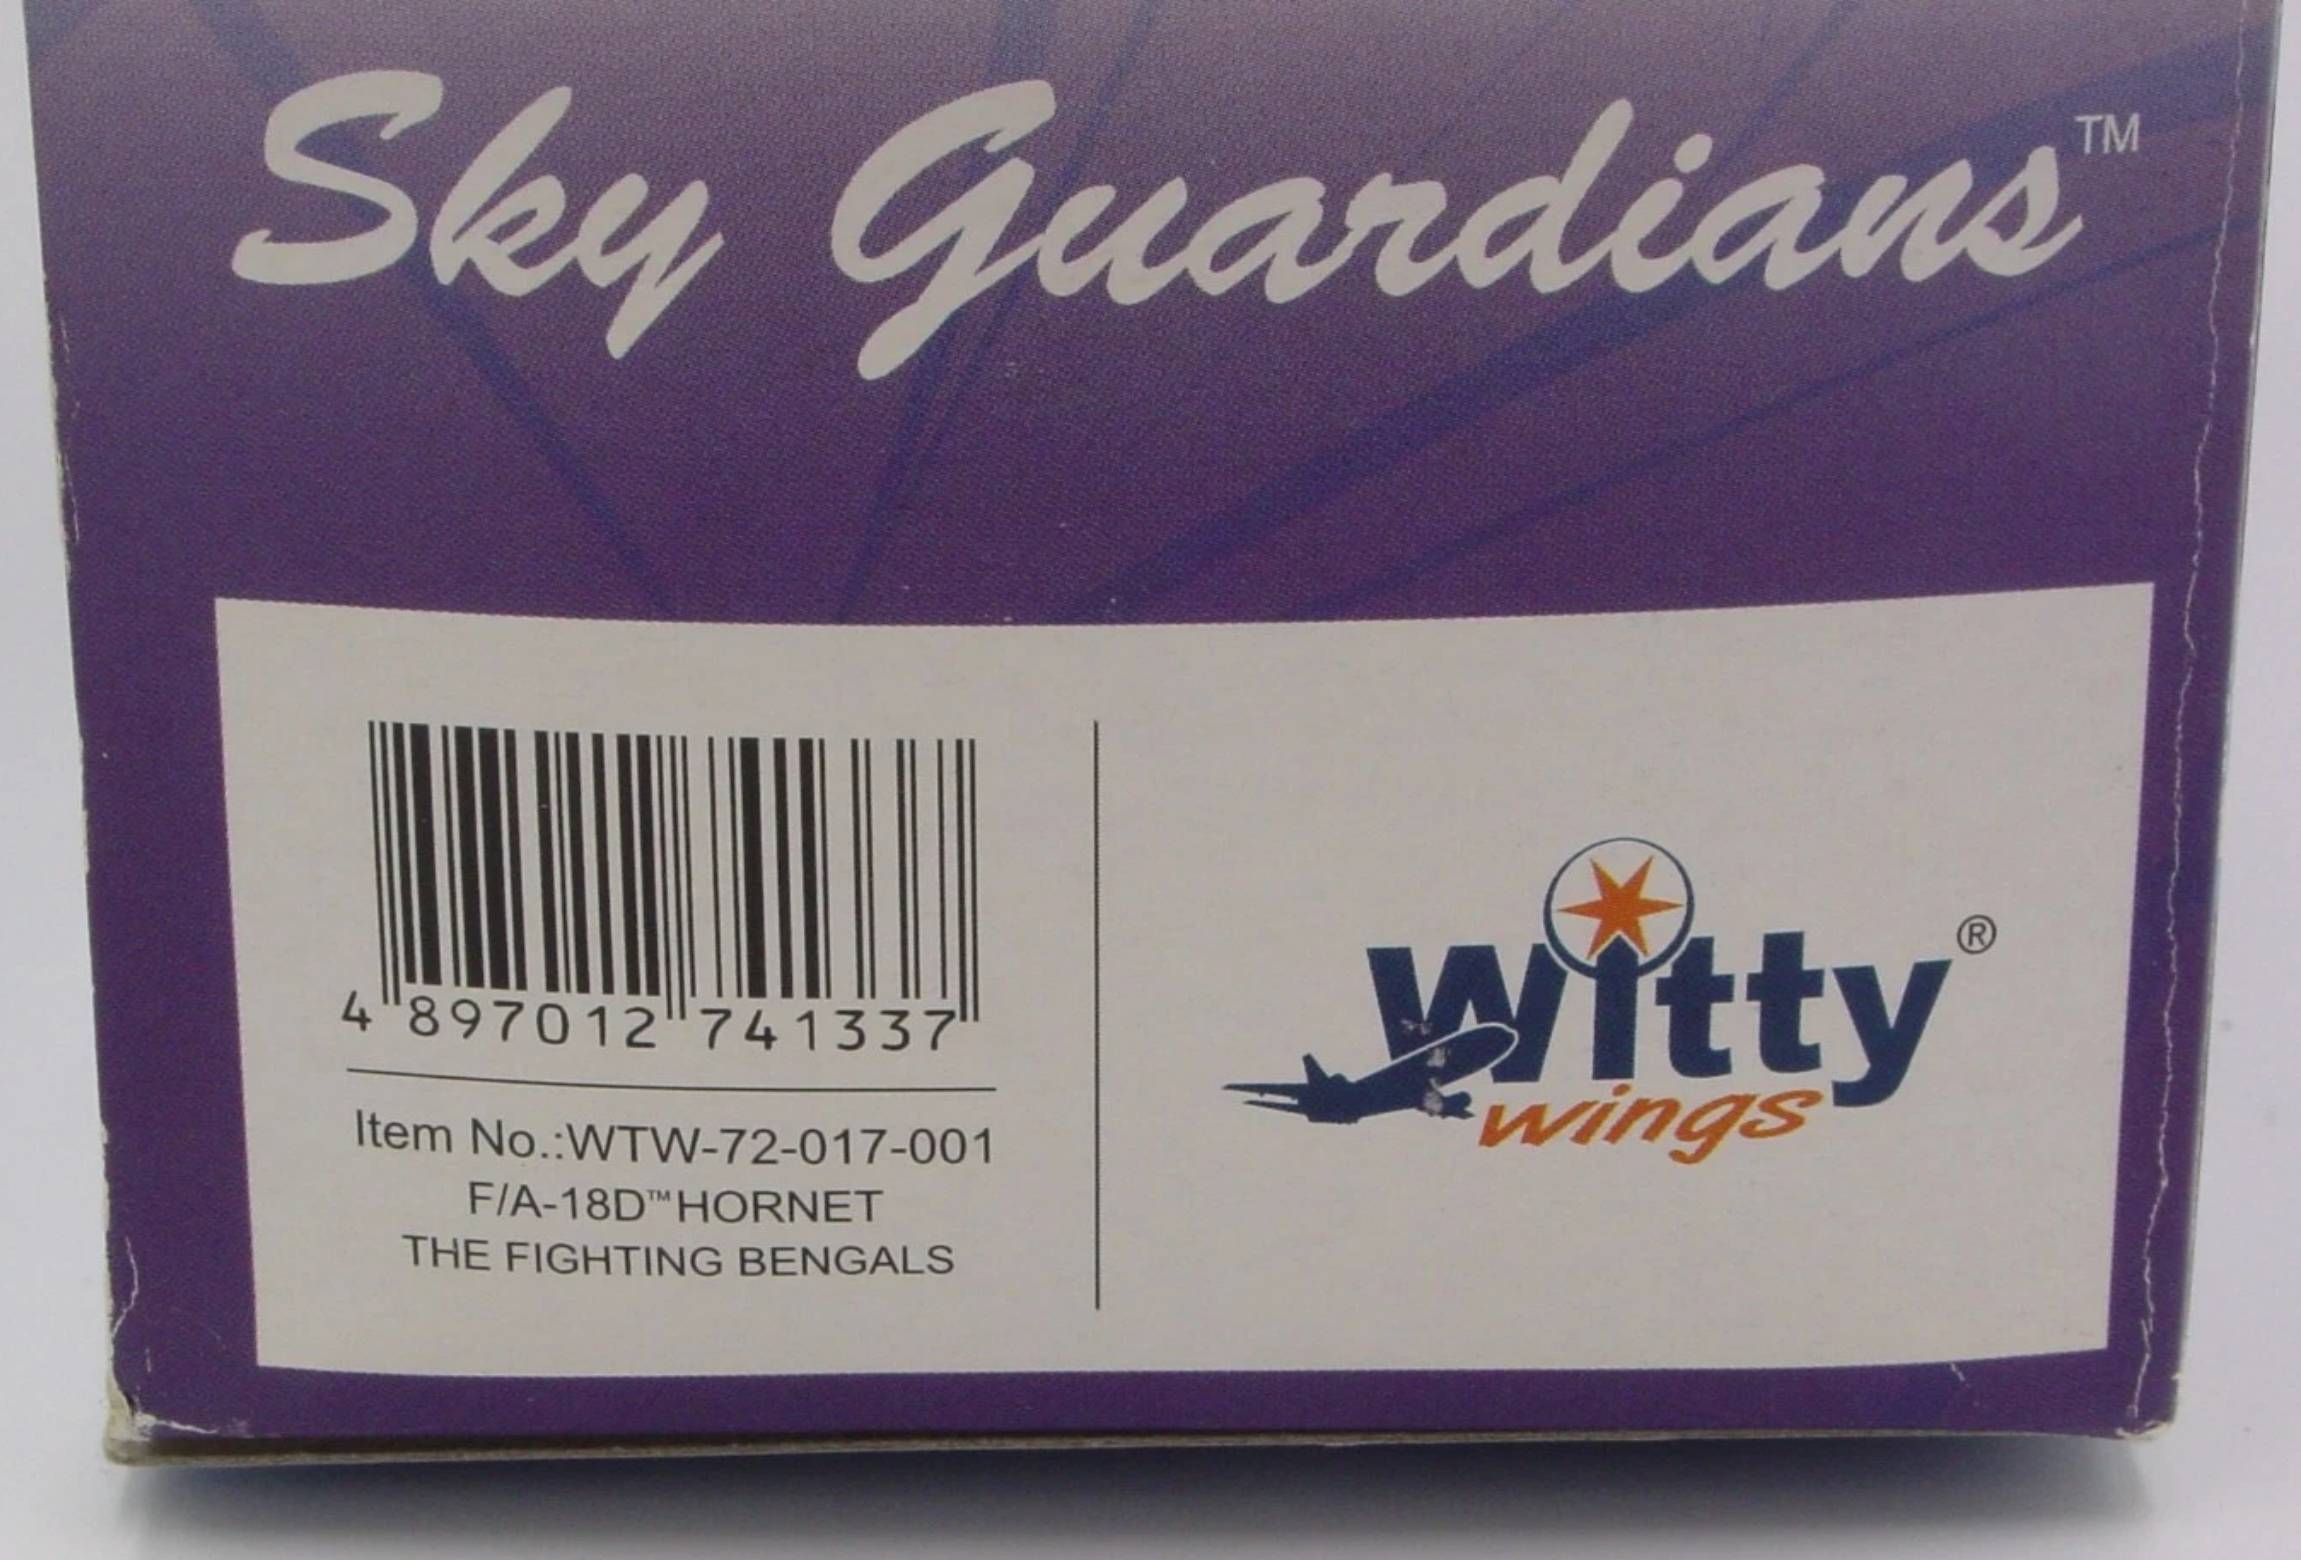 Sky Guardians™
4 897012 741337
Item No.:WTW-72-017-001
F/A-18D™HORNET
THE FIGHTING BENGALS
witty®
wings